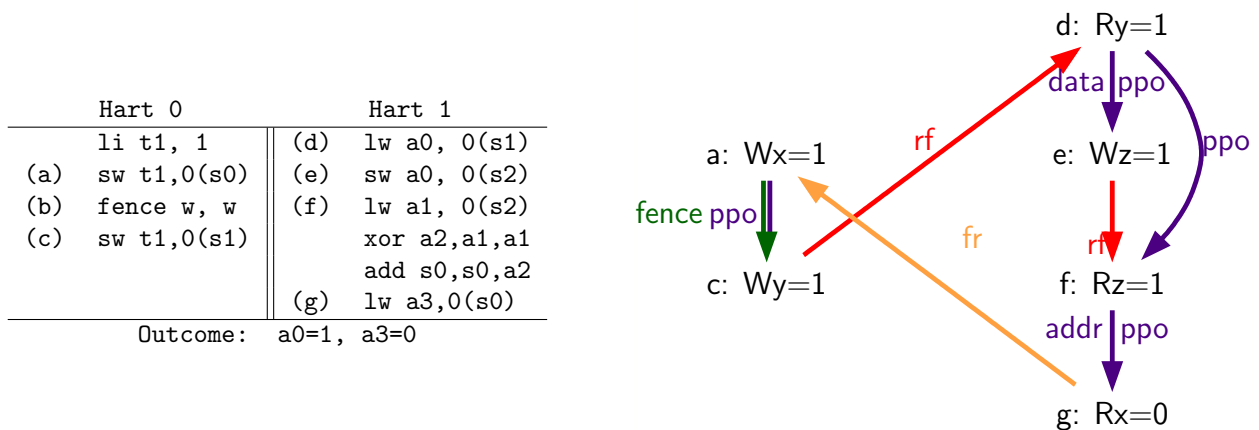 Hart 0 Hart 1
li t1, 1 (d) lw a0, 0(s1)
(a) sw t1,0(s0) (e) sw a0, 0(s2)
(b) fence w, w (f) lw a1, 0(s2)
(c) sw t1,0(s1) xor a2,a1,a1
add s0,s0,a2
(g) lw a3,0(s0)
Outcome: a0=1, a3=0
d: Ry=1
data ppo
rf
ppo
a: Wx=1
e: Wz=1
fence ppo
fr
rf
c: Wy=1
f: Rz=1
addr ppo
g: Rx=0